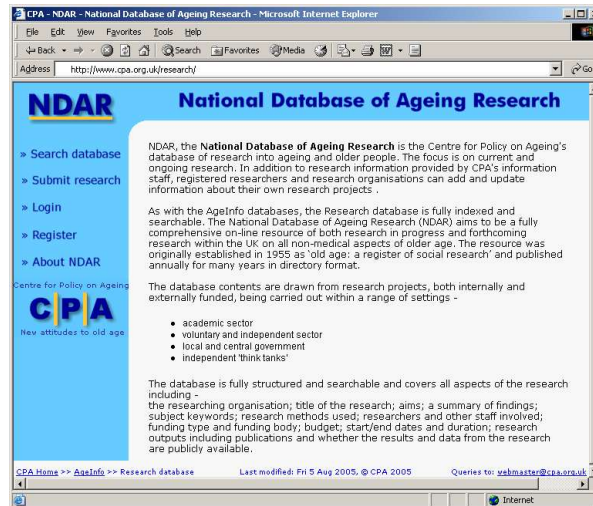 CPA - NDAR - National Database of Ageing Research - Microsoft Internet Explorer
File Edit View Favorites Tools Help
Back Search Favorites Media
Address http://www.cpa.org.uk/research/ Go
NDAR
National Database of Ageing Research
» Search database
» Submit research
» Login
» Register
» About NDAR
Centre for Policy on Ageing
CPA
New attitudes to old age
NDAR, the National Database of Ageing Research is the Centre for Policy on Ageing's
database of research into ageing and older people. The focus is on current and
ongoing research. In addition to research information provided by CPA's information
staff, registered researchers and research organisations can add and update
information about their own research projects .
As with the AgeInfo databases, the Research database is fully indexed and
searchable. The National Database of Ageing Research (NDAR) aims to be a fully
comprehensive on-line resource of both research in progress and forthcoming
research within the UK on all non-medical aspects of older age. The resource was
originally established in 1955 as 'old age: a register of social research' and published
annually for many years in directory format.
The database contents are drawn from research projects, both internally and
externally funded, being carried out within a range of settings -
• academic sector
• voluntary and independent sector
• local and central government
• independent 'think tanks'
The database is fully structured and searchable and covers all aspects of the research
including -
the researching organisation; title of the research; aims; a summary of findings;
subject keywords; research methods used; researchers and other staff involved;
funding type and funding body; budget; start/end dates and duration; research
outputs including publications and whether the results and data from the research
are publicly available.
CPA Home >> AgeInfo >> Research database Last modified: Fri 5 Aug 2005, © CPA 2005 Queries to: webmaster@cpa.org.uk
Internet